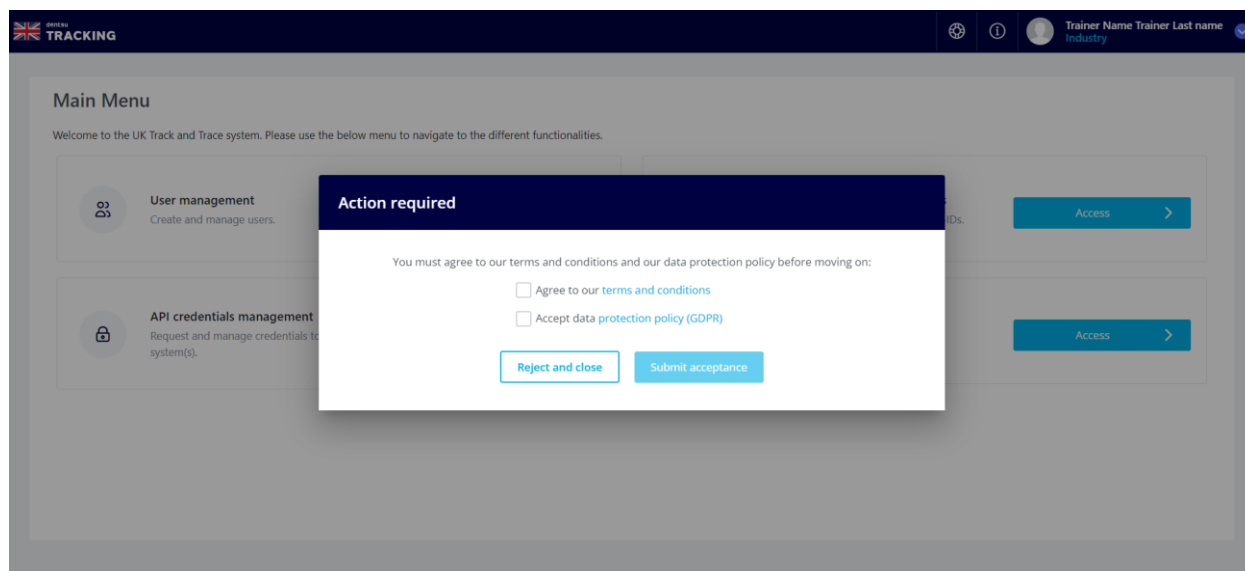 dentsu
TRACKING
Trainer Name Trainer Last name
Industry
Main Menu
Welcome to the UK Track and Trace system. Please use the below menu to navigate to the different functionalities.
User management
Create and manage users.
IDs.
Access
API credentials management
Request and manage credentials to
system(s).
Access
Action required
You must agree to our terms and conditions and our data protection policy before moving on:
Agree to our terms and conditions
Accept data protection policy (GDPR)
Reject and close
Submit acceptance